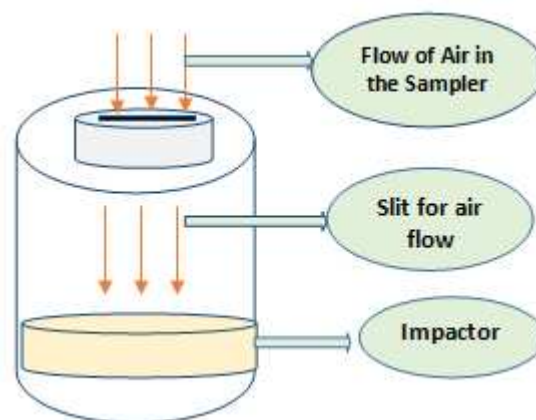 Flow of Air in
the Sampler
Slit for air
flow
Impactor